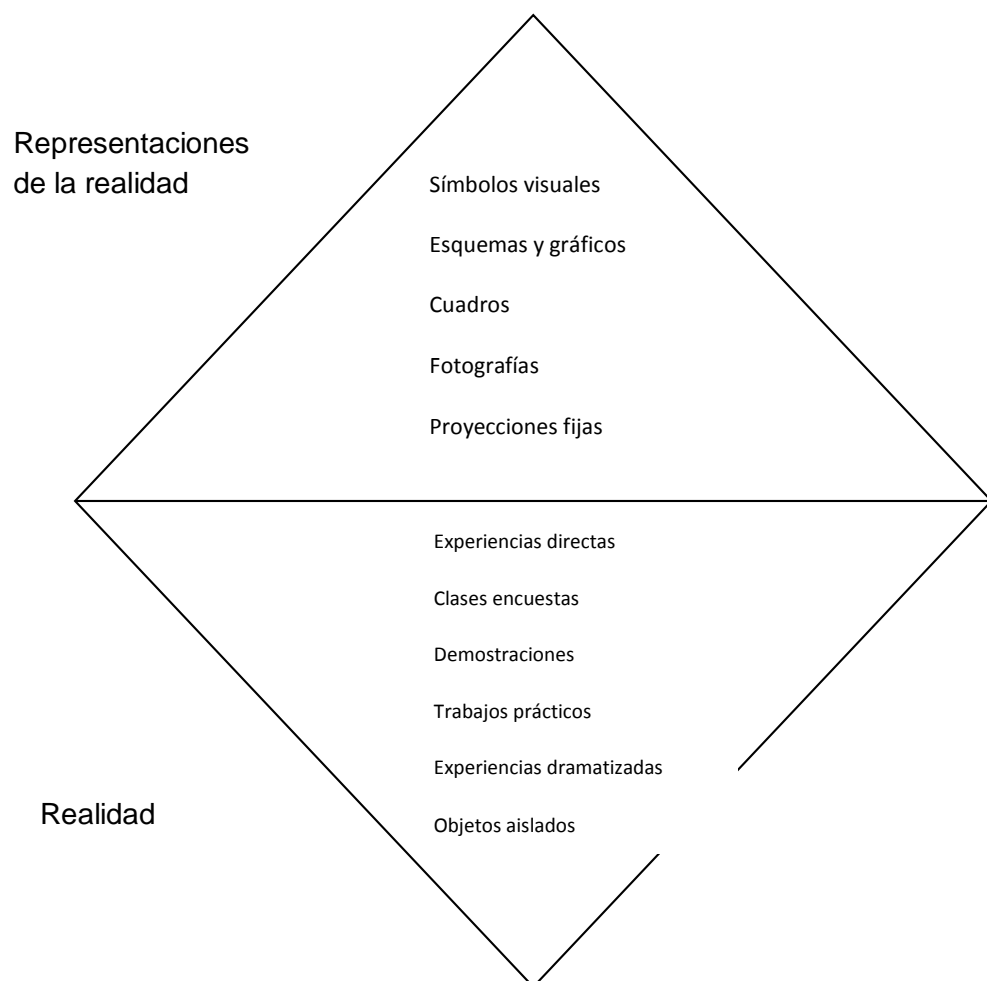 Representaciones
de la realidad
Símbolos visuales
Esquemas y gráficos
Cuadros
Fotografías
Proyecciones fijas
Experiencias directas
Clases encuestas
Demostraciones
Trabajos prácticos
Experiencias dramatizadas
Realidad
Objetos aislados